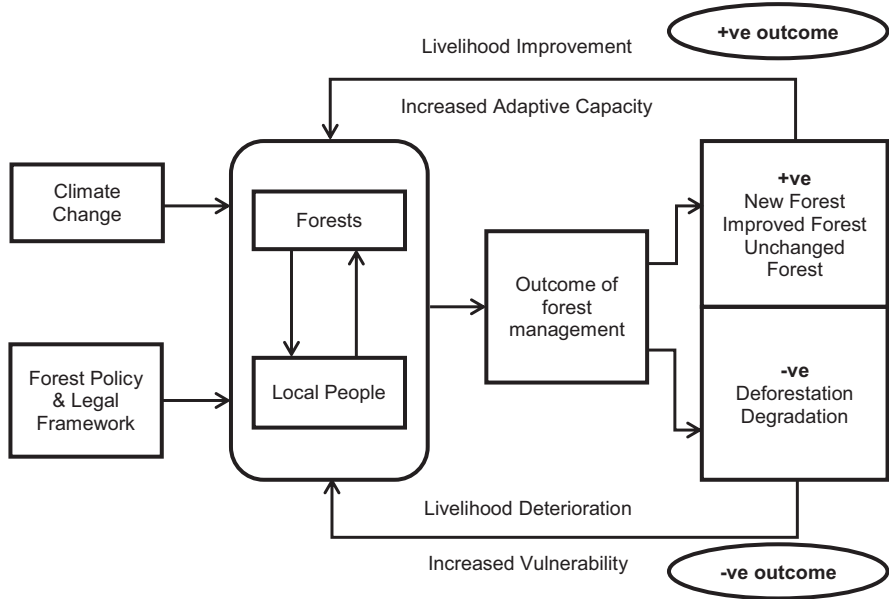 +ve outcome
Livelihood Improvement
Increased Adaptive Capacity
Climate
Change
Forests
+ve
New Forest
Improved Forest
Unchanged
Forest
Outcome of
forest
management
Forest Policy
& Legal
Framework
Local People
-ve
Deforestation
Degradation
Livelihood Deterioration
Increased Vulnerability
-ve outcome